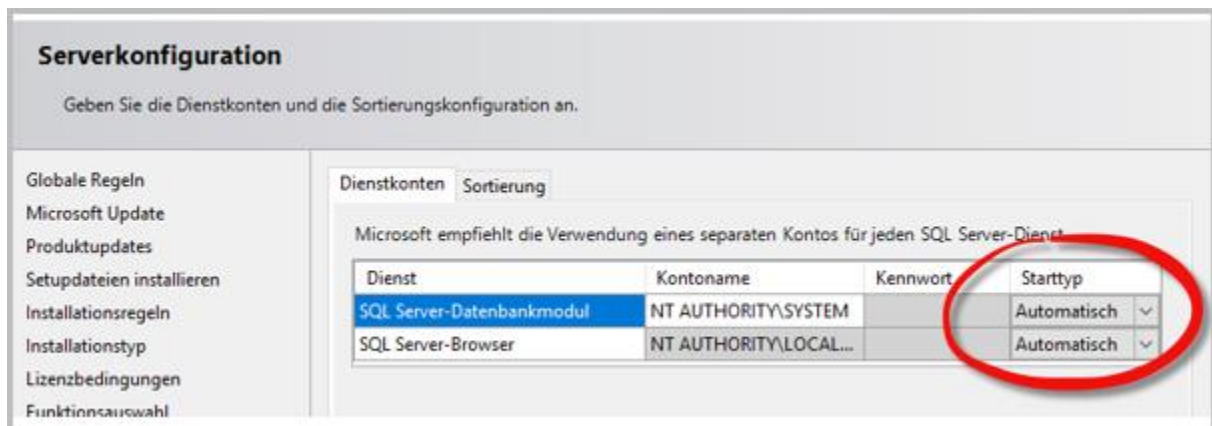 Serverkonfiguration
Geben Sie die Dienstkonten und die Sortierungskonfiguration an.
Globale Regeln
Microsoft Update
Produktupdates
Setupdateien installieren
Installationsregeln
Installationstyp
Lizenzbedingungen
Funktionsauswahl
Dienstkonten Sortierung
Microsoft empfiehlt die Verwendung eines separaten Kontos für jeden SQL Server-Dienst
Dienst Kontoname Kennwort Starttyp
SQL Server-Datenbankmodul NT AUTHORITY\SYSTEM Automatisch
SQL Server-Browser NT AUTHORITY\LOCAL... Automatisch